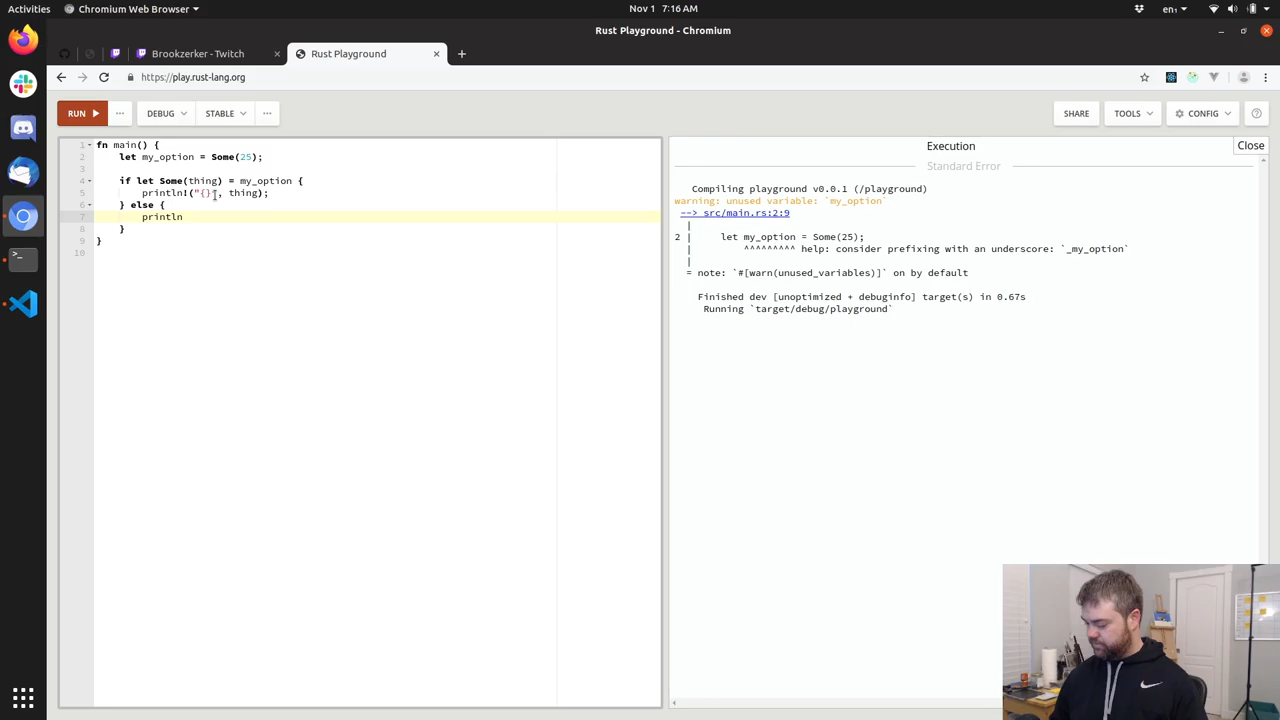 Activities
Chromium Web Browser
Nov 1 7:16 AM
en₁
Rust Playground - Chromium
Brookzerker - Twitch
Rust Playground
https://play.rust-lang.org
RUN
DEBUG
STABLE
SHARE
TOOLS
CONFIG
1 fn main() {
2 let my_option = Some(25);
3
4 if let Some(thing) = my_option {
5 println!("{}", thing);
6 } else {
7 println
8 }
9 }
10
Execution
Close
Standard Error
Compiling playground v0.0.1 (/playground)
warning: unused variable: `my_option`
--> src/main.rs:2:9
|
2 | let my_option = Some(25);
| ^^^^^^^^^ help: consider prefixing with an underscore: `_my_option`
|
= note: `#[warn(unused_variables)]` on by default
Finished dev [unoptimized + debuginfo] target(s) in 0.67s
Running `target/debug/playground`